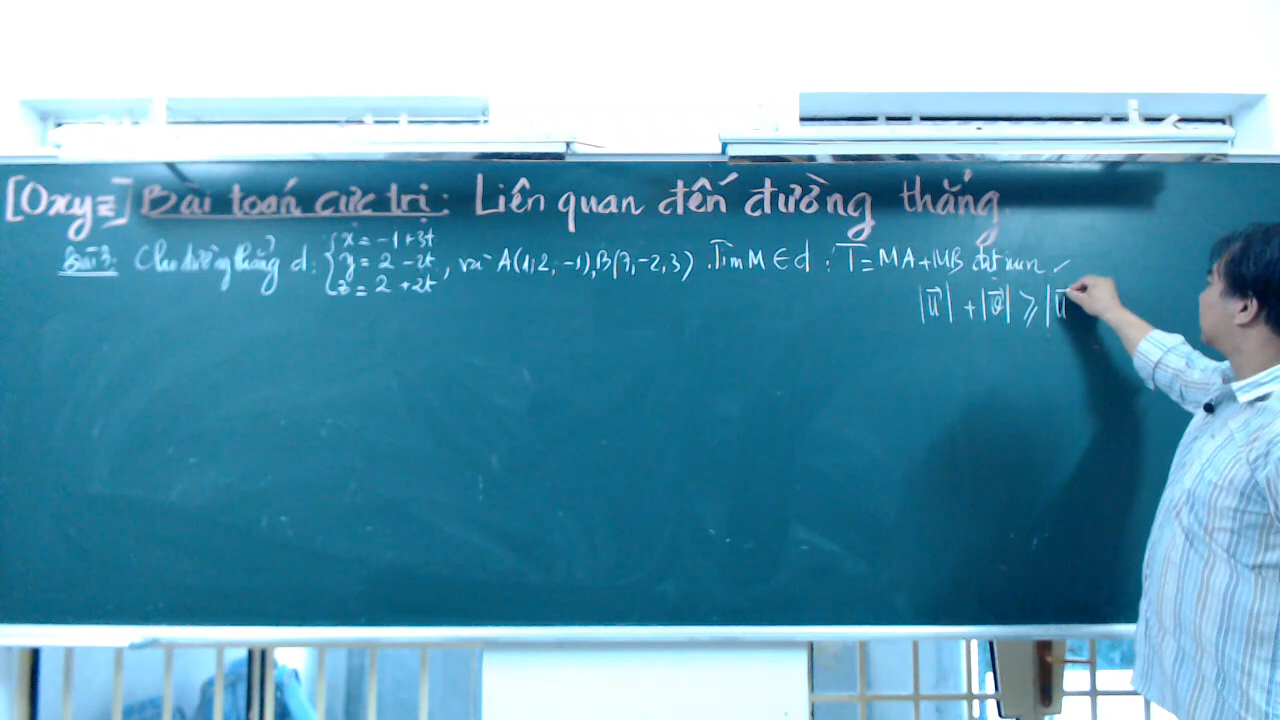 [Oxyz] Bài toán cực trị: Liên quan đến đường thẳng.
Bài 3: Cho đường thẳng d: { x = -1 + 3t
y = 2 - 2t , và A(1, 2, -1), B(7, -2, 3). Tìm M ∈ d : T = MA + MB đạt min
z = 2 + 2t
|u⃗| + |v⃗| ⩾ |u⃗